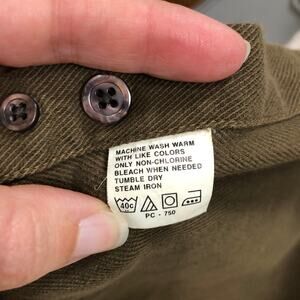 MACHINE WASH WARM
WITH LIKE COLORS
ONLY NON-CHLORINE
BLEACH WHEN NEEDED
TUMBLE DRY
STEAM IRON
40c
PC - 750